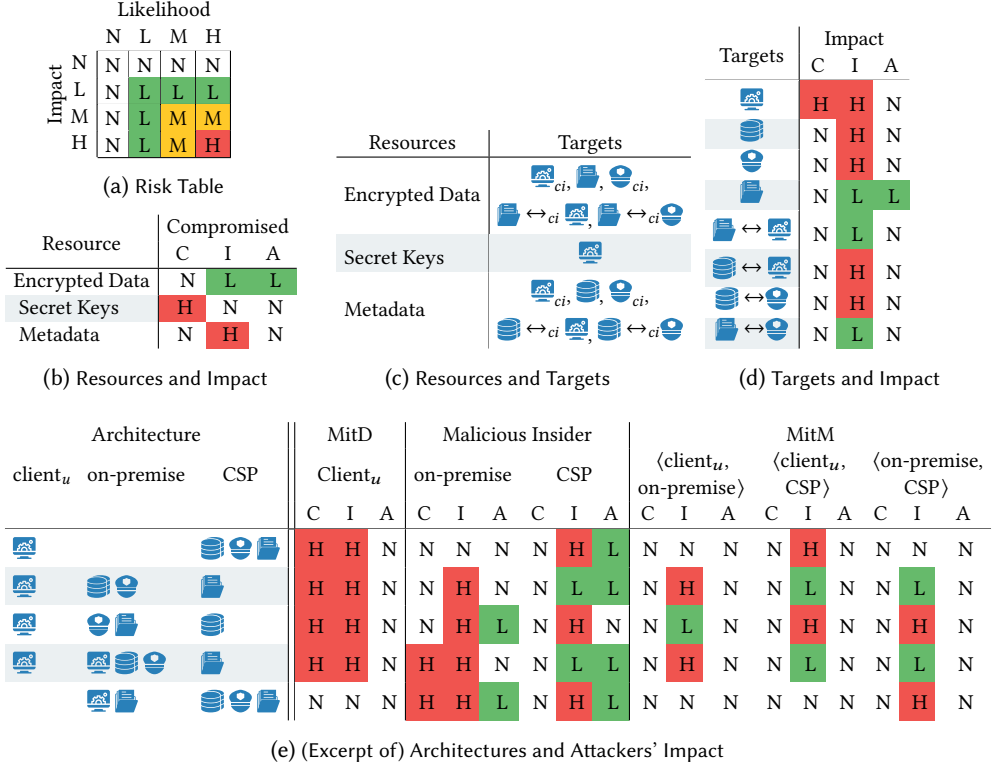 Likelihood
N L M H
Impact
N N N N N
L N L L L
M N L M M
H N L M H
(a) Risk Table
Resource Compromised
C I A
Encrypted Data N L L
Secret Keys H N N
Metadata N H N
(b) Resources and Impact
Resources Targets
Encrypted Data ci, , ci,
↔ci , ↔ci
Secret Keys
Metadata ci, , ci,
↔ci , ↔ci
(c) Resources and Targets
Targets Impact
C I A
H H N
N H N
N H N
N L L
↔ N L N
↔ N H N
↔ N H N
↔ N L N
(d) Targets and Impact
Architecture MitD Malicious Insider MitM
clientu on-premise CSP Clientu on-premise CSP ⟨clientu, on-premise⟩ ⟨clientu, CSP⟩ ⟨on-premise, CSP⟩
C I A C I A C I A C I A C I A C I A
H H N N N N N H L N N N N H N N N N
H H N N H N N L L N H N N L N N L N
H H N N H L N H N N L N N H N N H N
H H N H H N N L L N H N N L N N L N
N N N H H L N H L N N N N N N N H N
(e) (Excerpt of) Architectures and Attackers' Impact